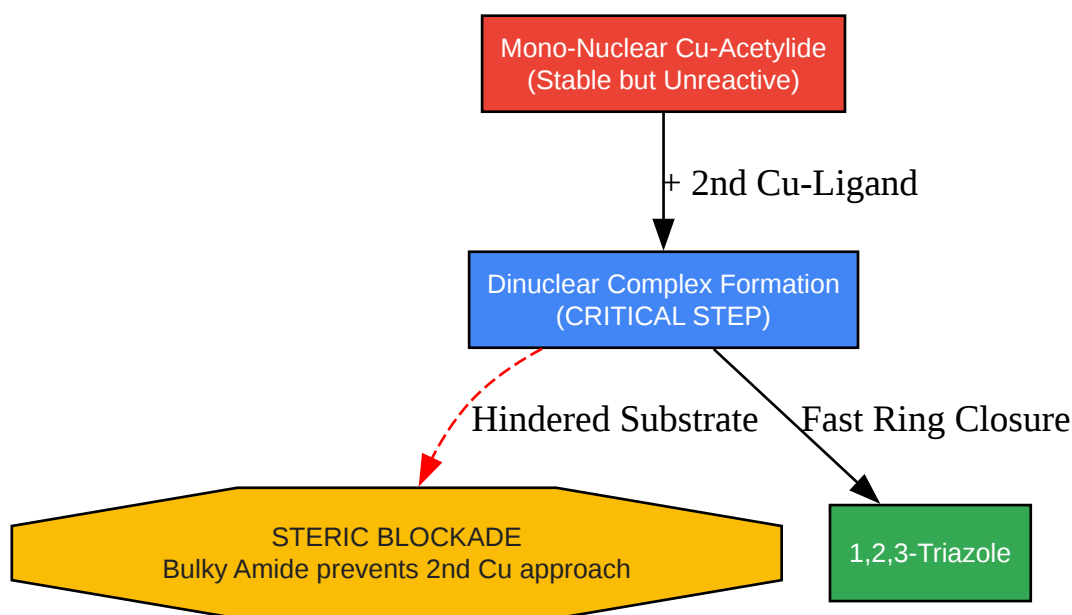 Mono-Nuclear Cu-Acetylide
(Stable but Unreactive)
+ 2nd Cu-Ligand
Dinuclear Complex Formation
(CRITICAL STEP)
Hindered Substrate
Fast Ring Closure
STERIC BLOCKADE
Bulky Amide prevents 2nd Cu approach
1,2,3-Triazole